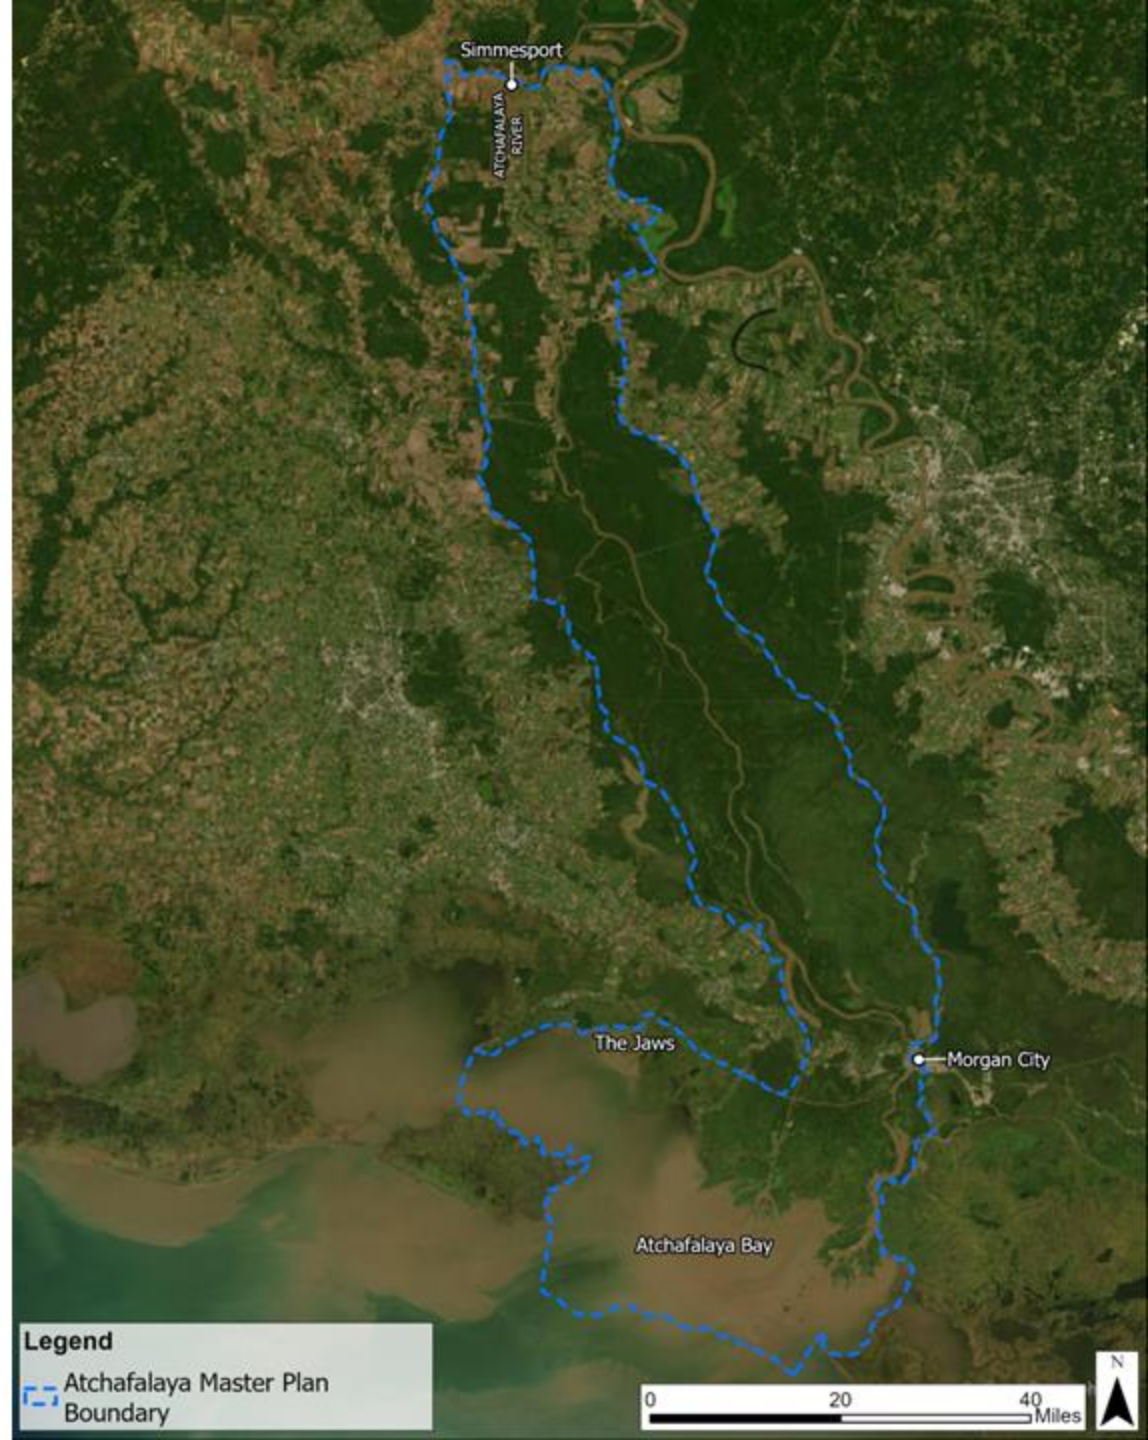 Simmesport
ATCHAFALAYA
RIVER
The Jaws
Morgan City
Atchafalaya Bay
Legend
Atchafalaya Master Plan
Boundary
N
0 20 40
Miles